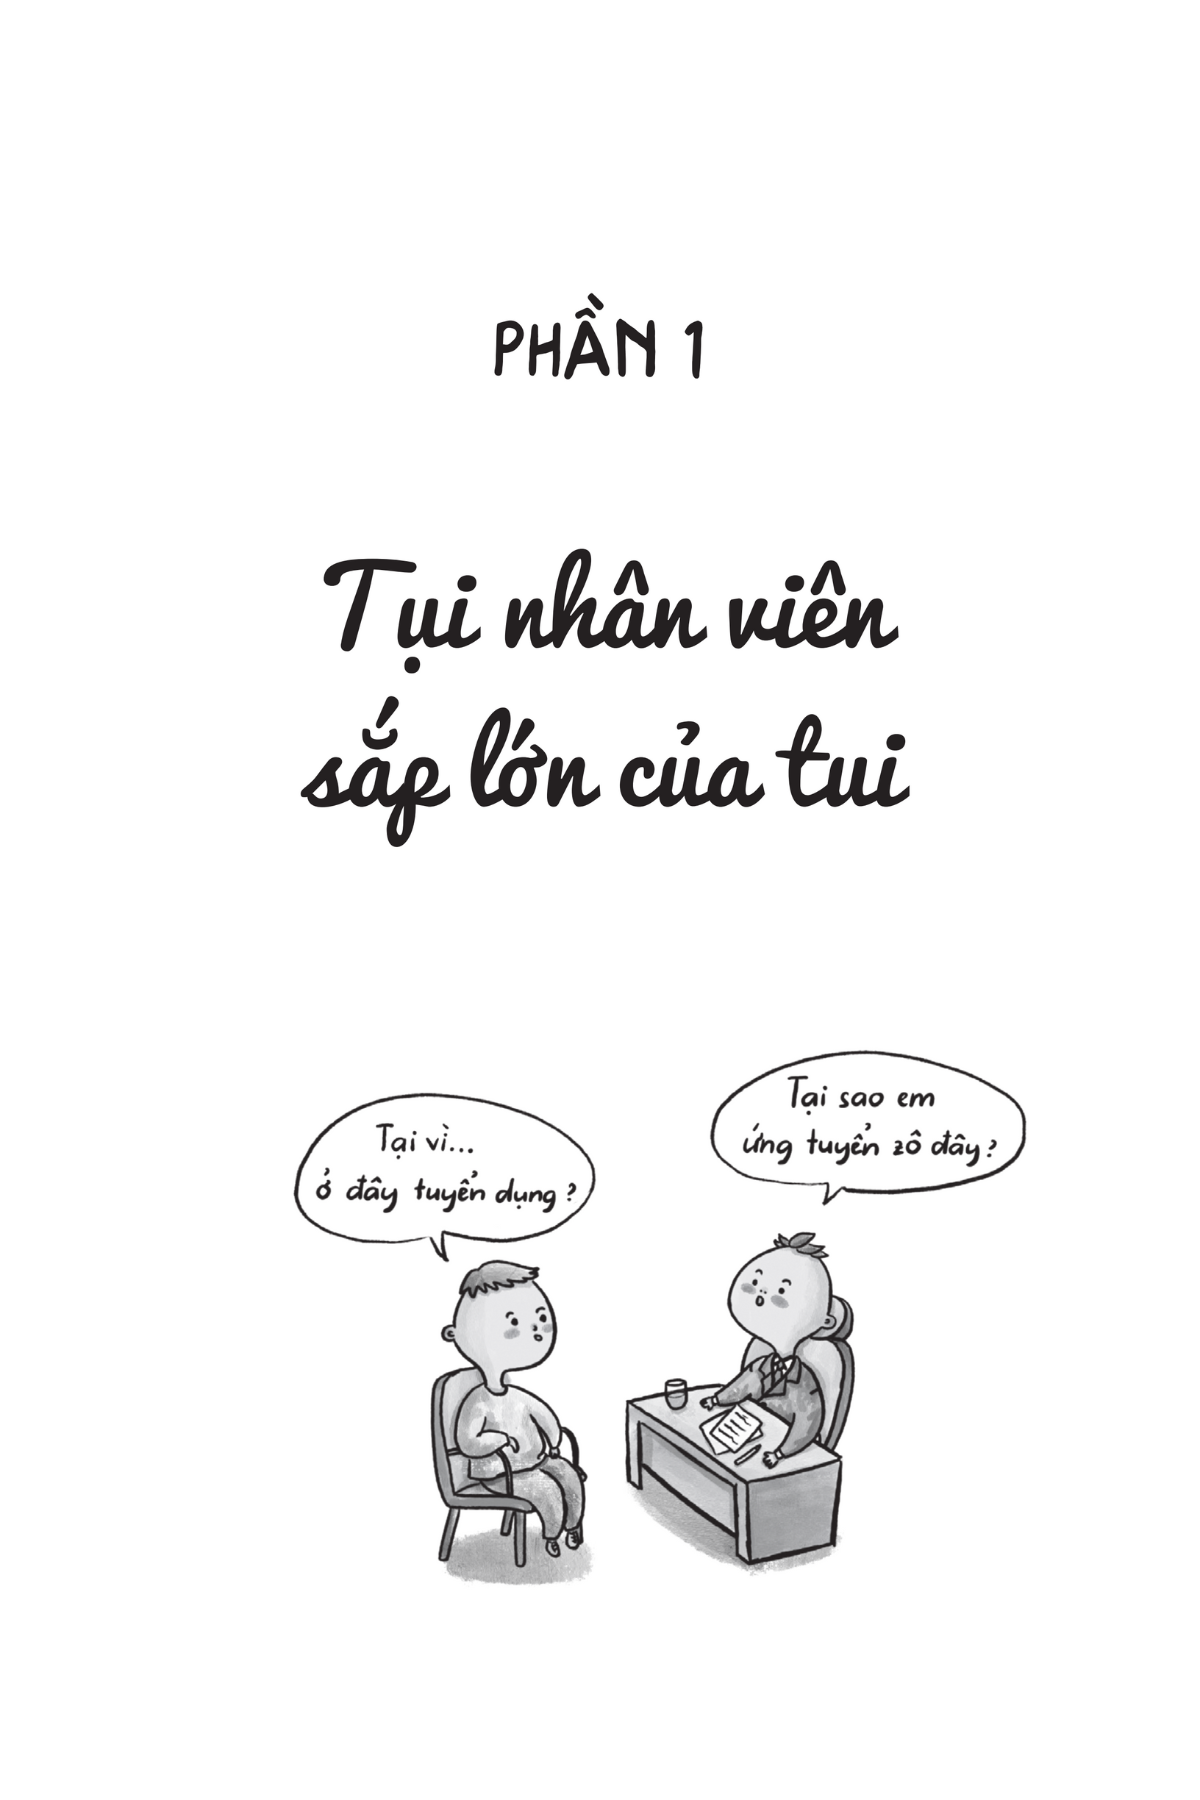 PHẦN 1
Tụi nhân viên
sắp lớn của tui
Tại sao em
ứng tuyển zô đây?
Tại vì...
ở đây tuyển dụng?